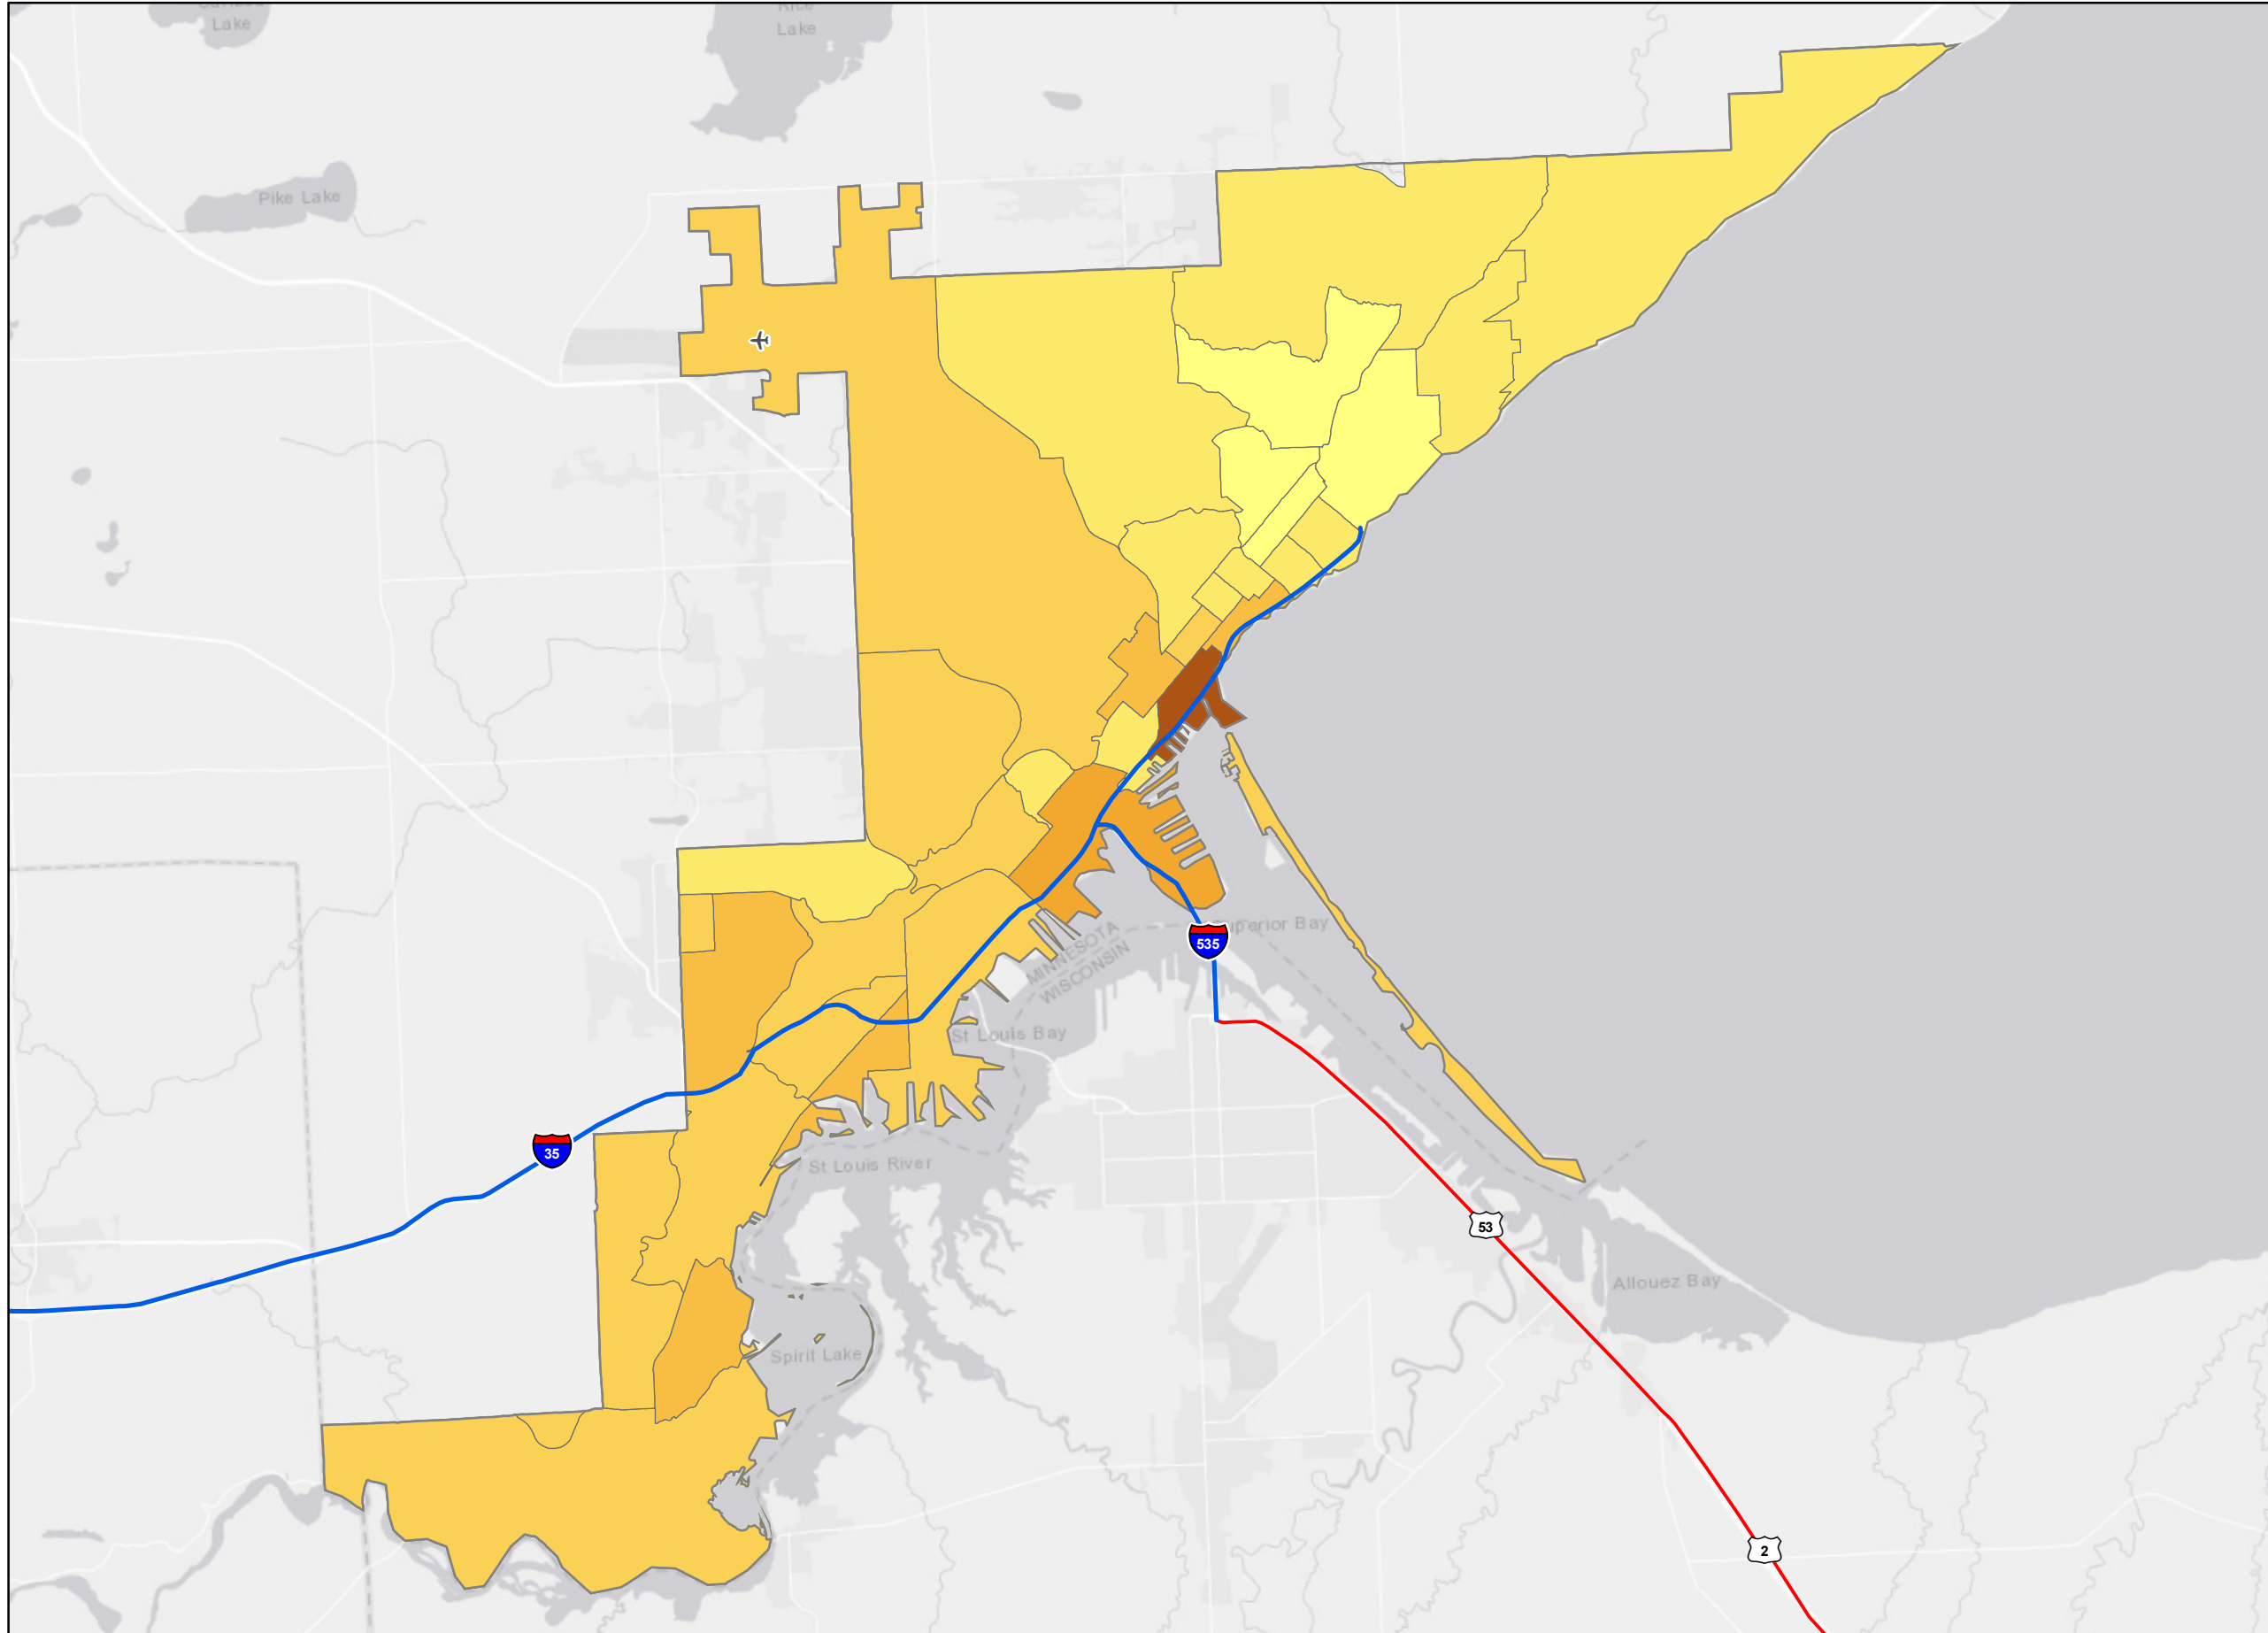 Lake
Rice
Lake
Pike Lake
MINNESOTA
WISCONSIN
535
Superior Bay
St Louis Bay
35
St Louis River
53
Allouez Bay
Spirit Lake
2